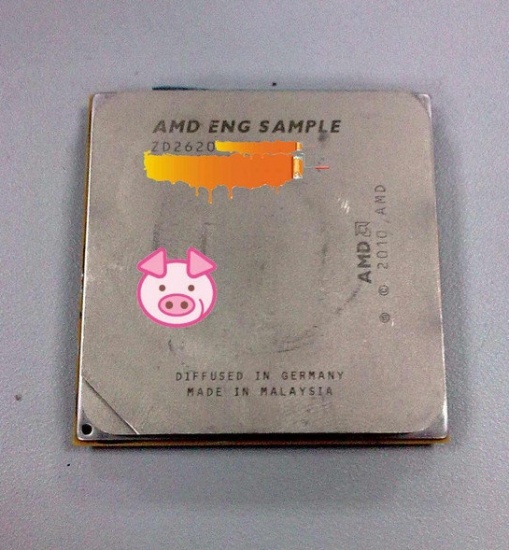 AMD ENG SAMPLE
ZD2620
AMD
® © 2010, AMD
DIFFUSED IN GERMANY
MADE IN MALAYSIA